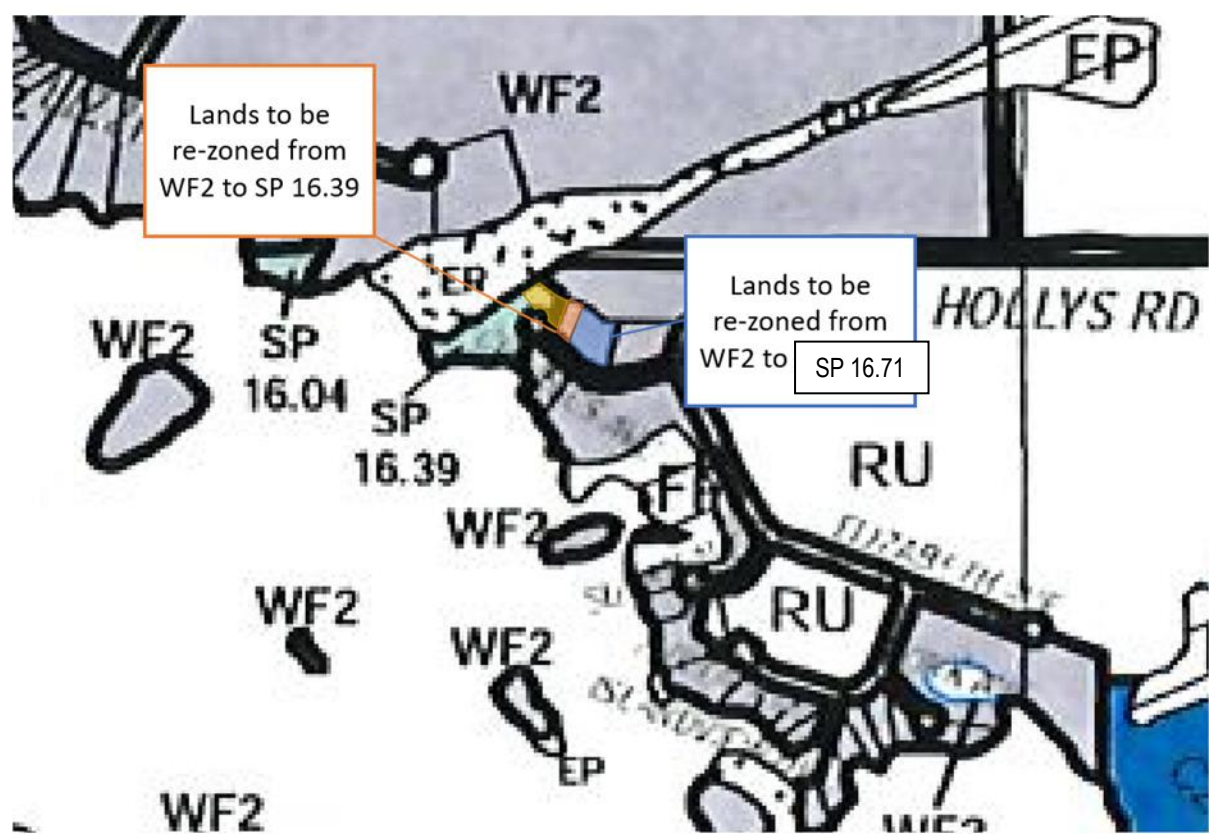 WF2
EP
Lands to be
re-zoned from
WF2 to SP 16.39
EP
Lands to be
re-zoned from
WF2 to SP 16.71
HOLLYS RD
WF2
SP
16.04
SP
16.39
RU
WF2
RU
WF2
WF2
EP
WF2